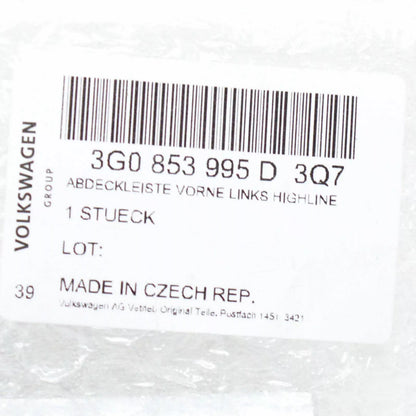 VOLKSWAGEN
GROUP
3G0 853 995 D 3Q7
ABDECKLEISTE VORNE LINKS HIGHLINE
1 STUECK
LOT:
39
MADE IN CZECH REP.
Volkswagen AG, Vertrieb Original Teile, Postfach 1451, 3421